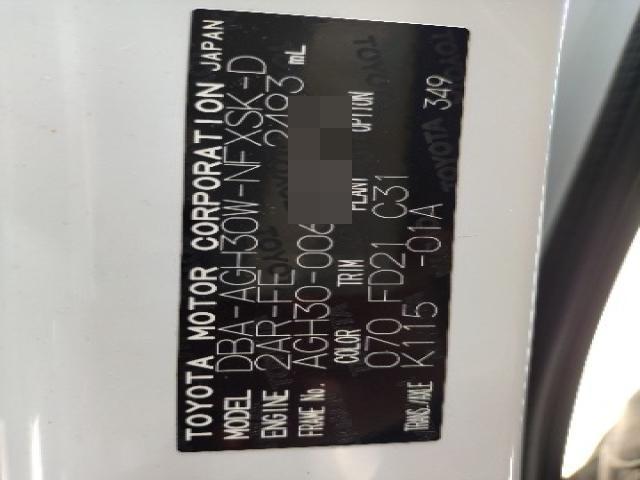 TOYOTA MOTOR CORPORATION JAPAN
MODEL DBA-AGH30W-NFXSK-D
ENGINE 2AR-FE 2493 mL
FRAME No. AGH30-006
COLOR TRIM PLANT OPTION
070 FD21 C31
TRANS./AXLE K115 -01A 349